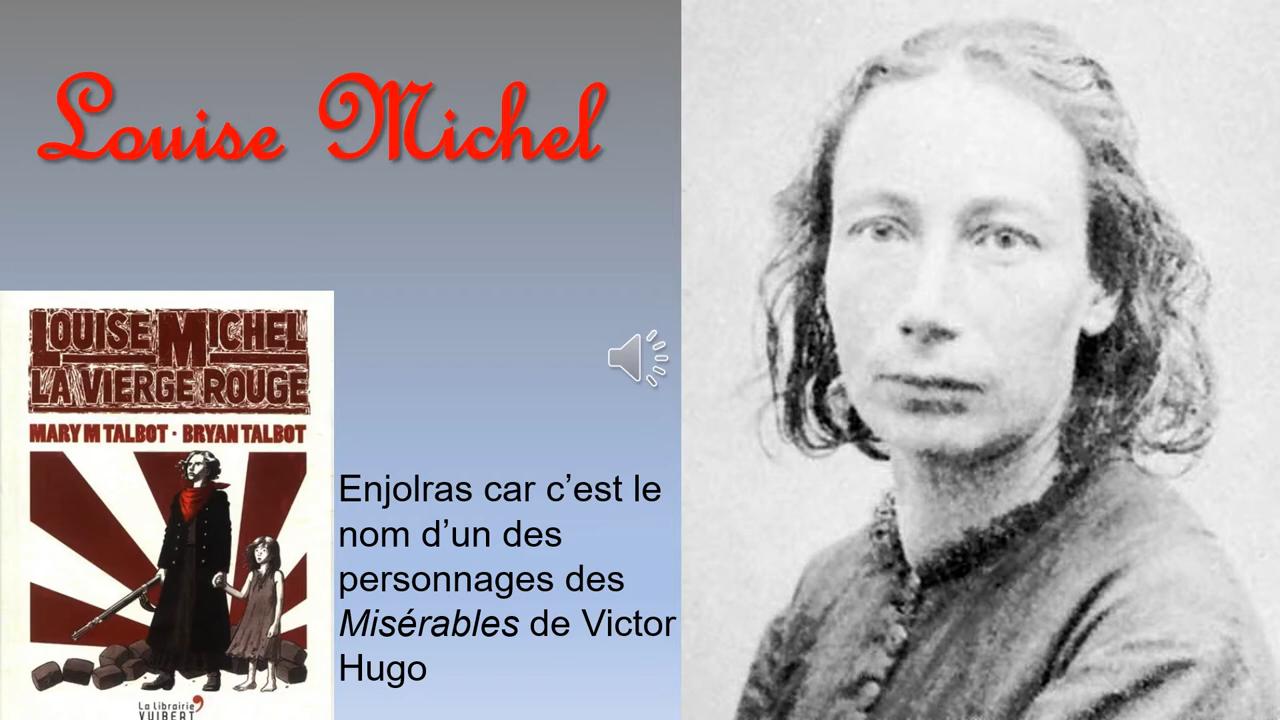 Louise Michel
LOUISE MICHEL
LA VIERGE ROUGE
MARY M TALBOT · BRYAN TALBOT
La librairie
VUIBERT
Enjolras car c’est le
nom d’un des
personnages des
Misérables de Victor
Hugo